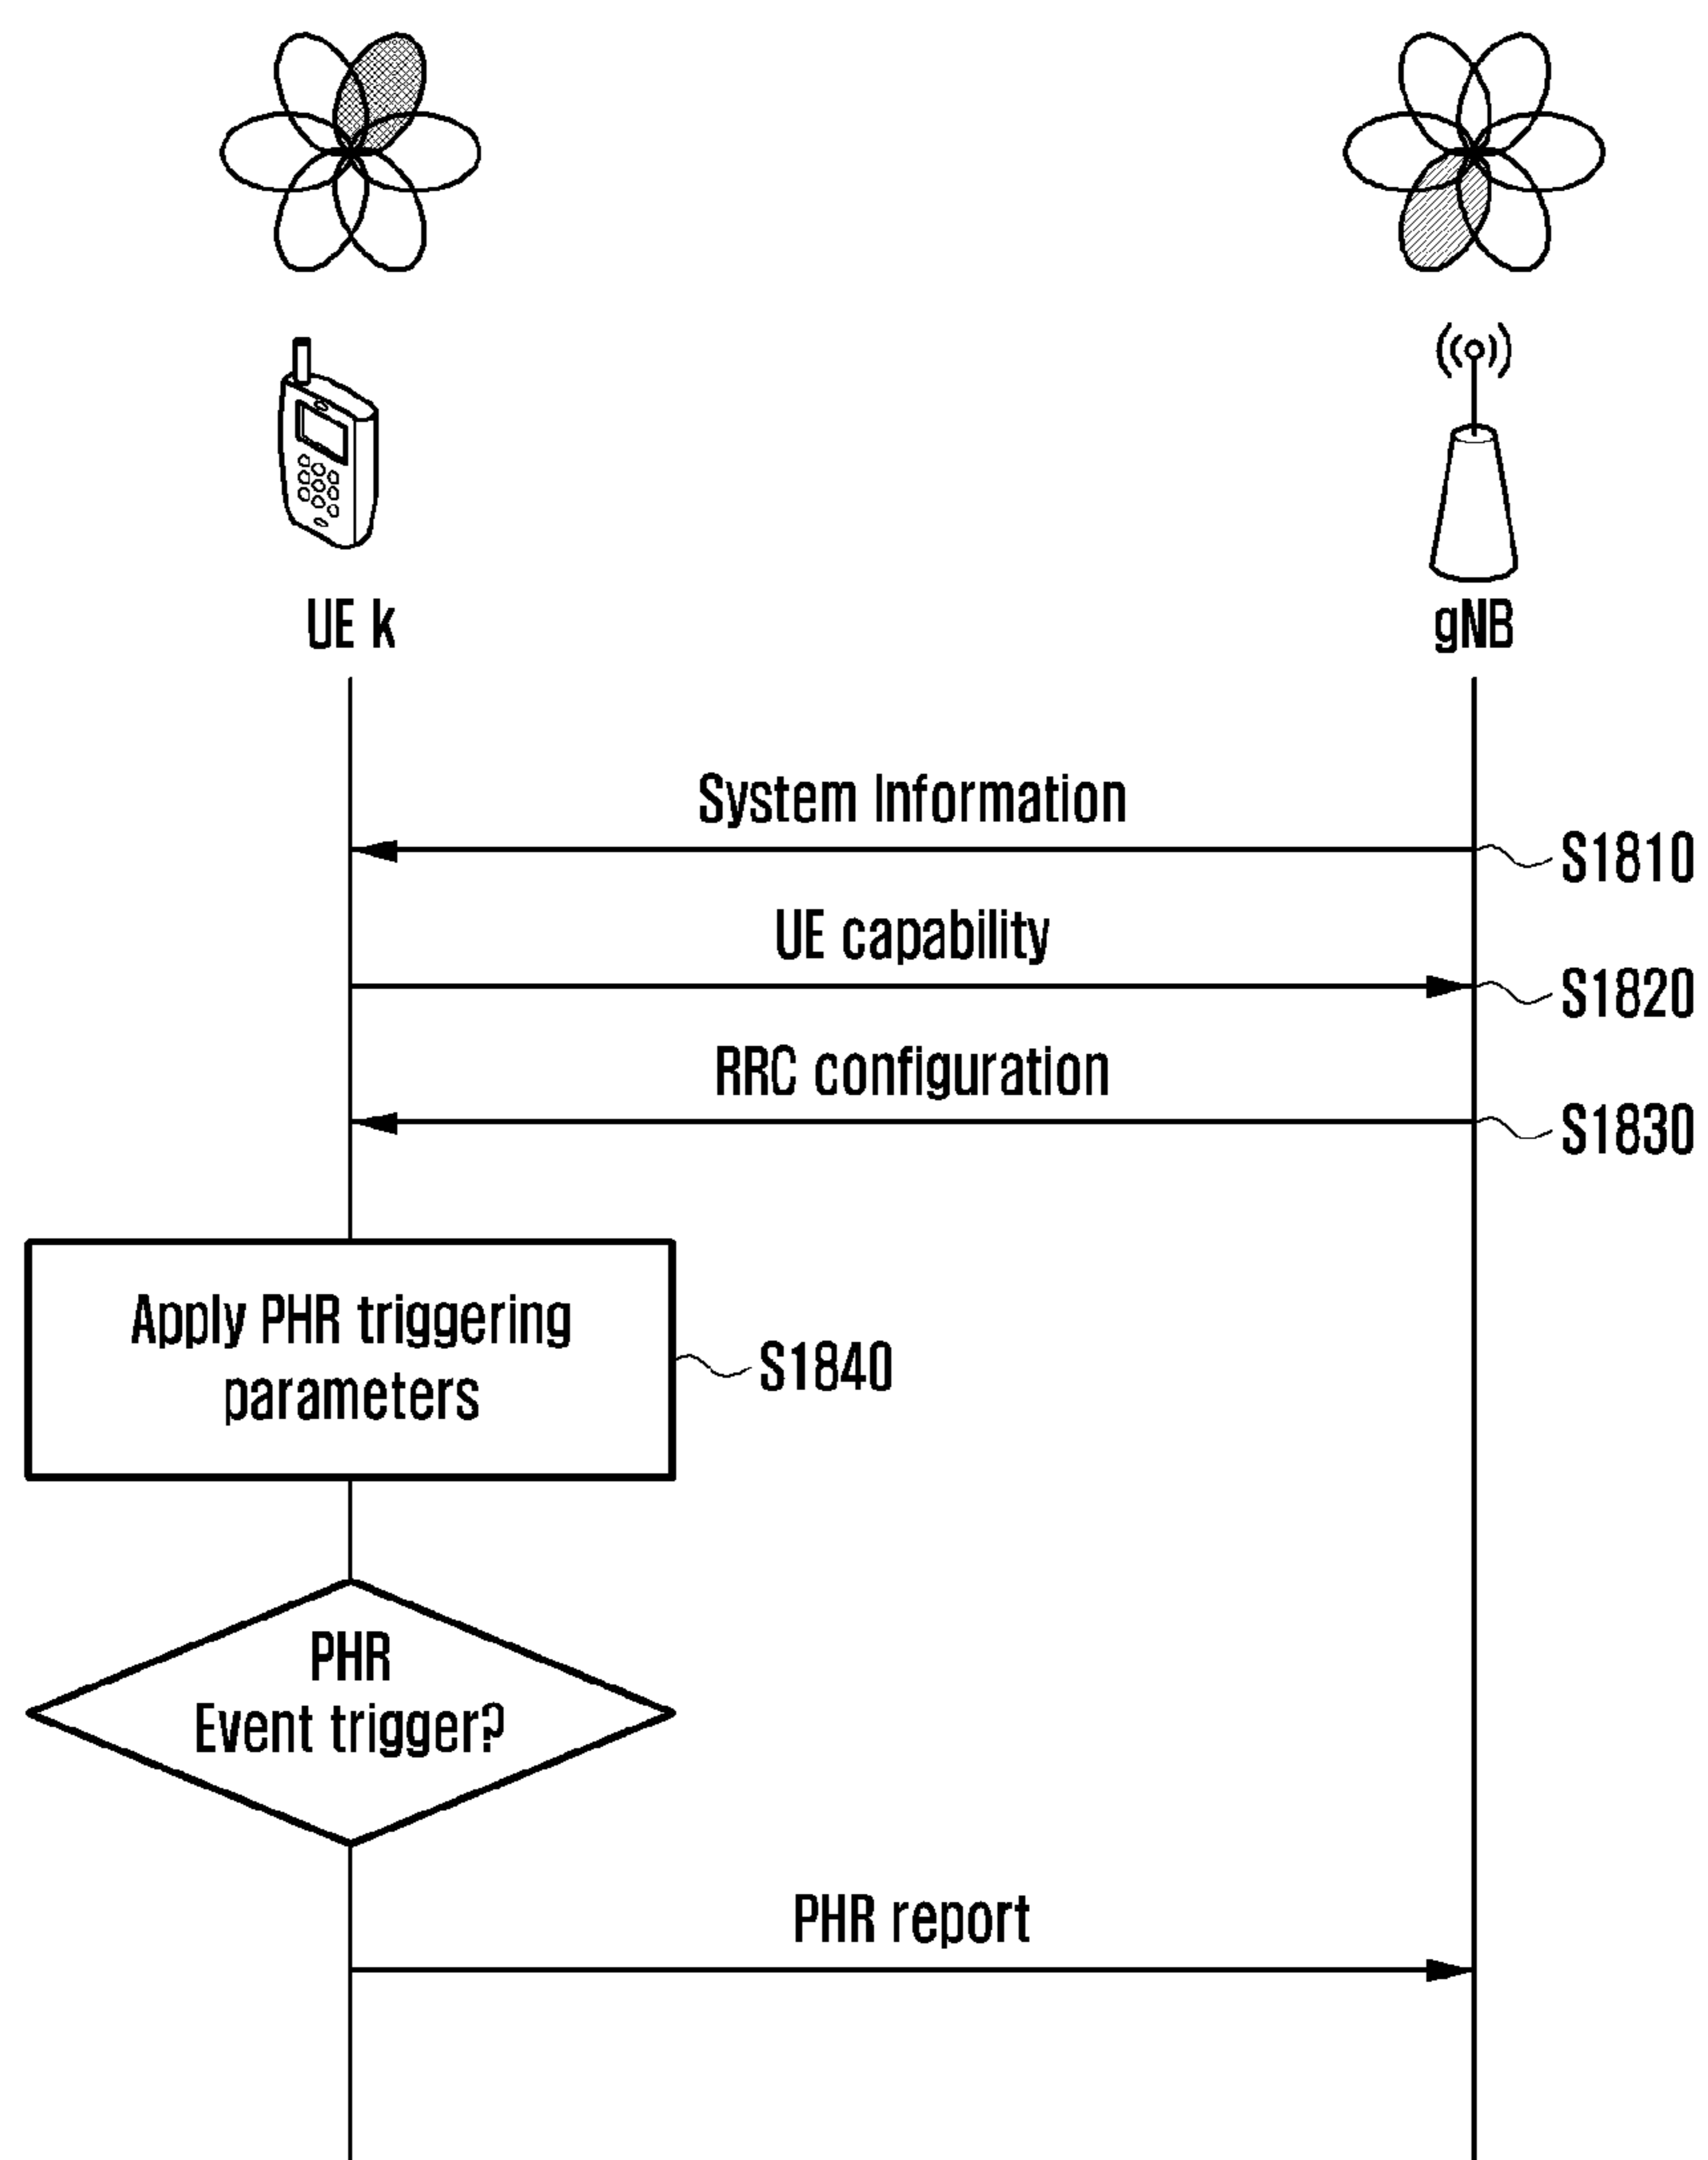 UE k
gNB
System Information
S1810
UE capability
S1820
RRC configuration
S1830
Apply PHR triggering
parameters
S1840
PHR
Event trigger?
PHR report